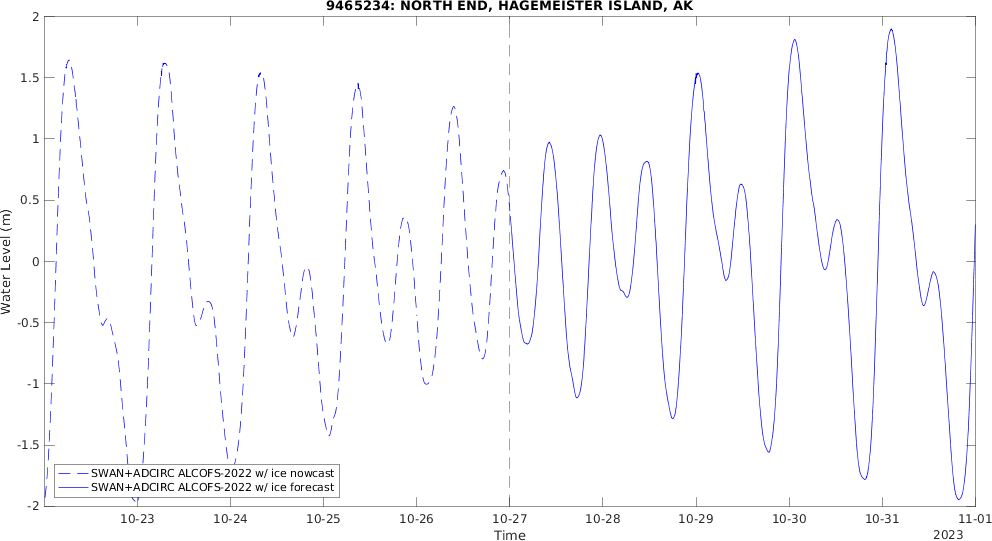 9465234: NORTH END, HAGEMEISTER ISLAND, AK
2
1.5
1
0.5
0
-0.5
-1
-1.5
-2
Water Level (m)
SWAN+ADCIRC ALCOFS-2022 w/ ice nowcast
SWAN+ADCIRC ALCOFS-2022 w/ ice forecast
10-23 10-24 10-25 10-26 10-27 10-28 10-29 10-30 10-31 11-01
Time
2023